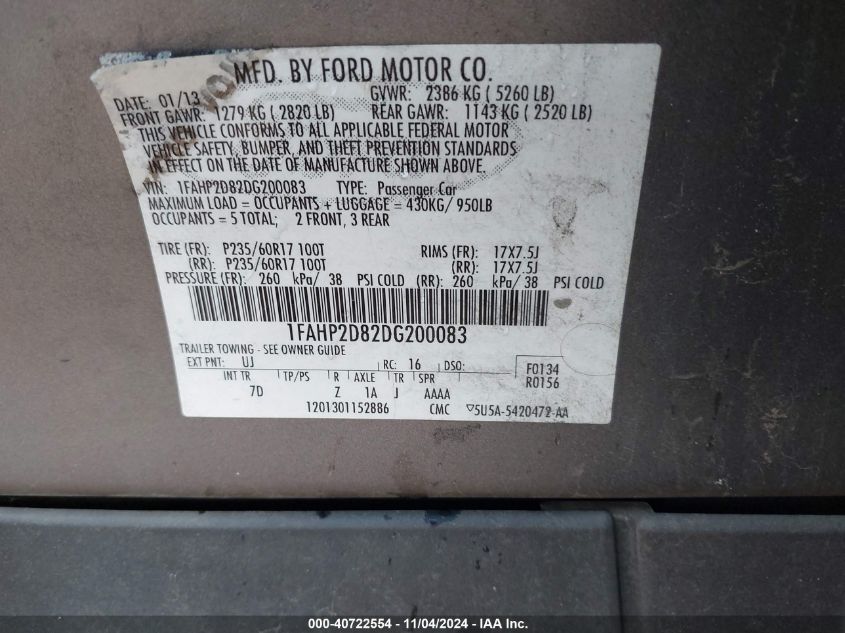 MFD. BY FORD MOTOR CO.
DATE: 01/13 GVWR: 2386 KG ( 5260 LB)
FRONT GAWR: 1279 KG ( 2820 LB) REAR GAWR: 1143 KG ( 2520 LB)
THIS VEHICLE CONFORMS TO ALL APPLICABLE FEDERAL MOTOR
VEHICLE SAFETY, BUMPER, AND THEFT PREVENTION STANDARDS
IN EFFECT ON THE DATE OF MANUFACTURE SHOWN ABOVE.
VIN: 1FAHP2D82DG200083 TYPE: Passenger Car
MAXIMUM LOAD = OCCUPANTS + LUGGAGE = 430KG/ 950LB
OCCUPANTS = 5 TOTAL; 2 FRONT, 3 REAR
TIRE (FR): P235/60R17 100T RIMS (FR): 17X7.5J
(RR): P235/60R17 100T (RR): 17X7.5J
PRESSURE (FR): 260 kPa/ 38 PSI COLD (RR): 260 kPa/ 38 PSI COLD
1FAHP2D82DG200083
TRAILER TOWING - SEE OWNER GUIDE
EXT PNT: UJ RC: 16 DSO: F0134
INT TR TP/PS R AXLE TR SPR R0156
7D Z 1A J AAAA
1201301152886 CMC ▽5U5A-5420472-AA
000-40722554 - 11/04/2024 - IAA Inc.